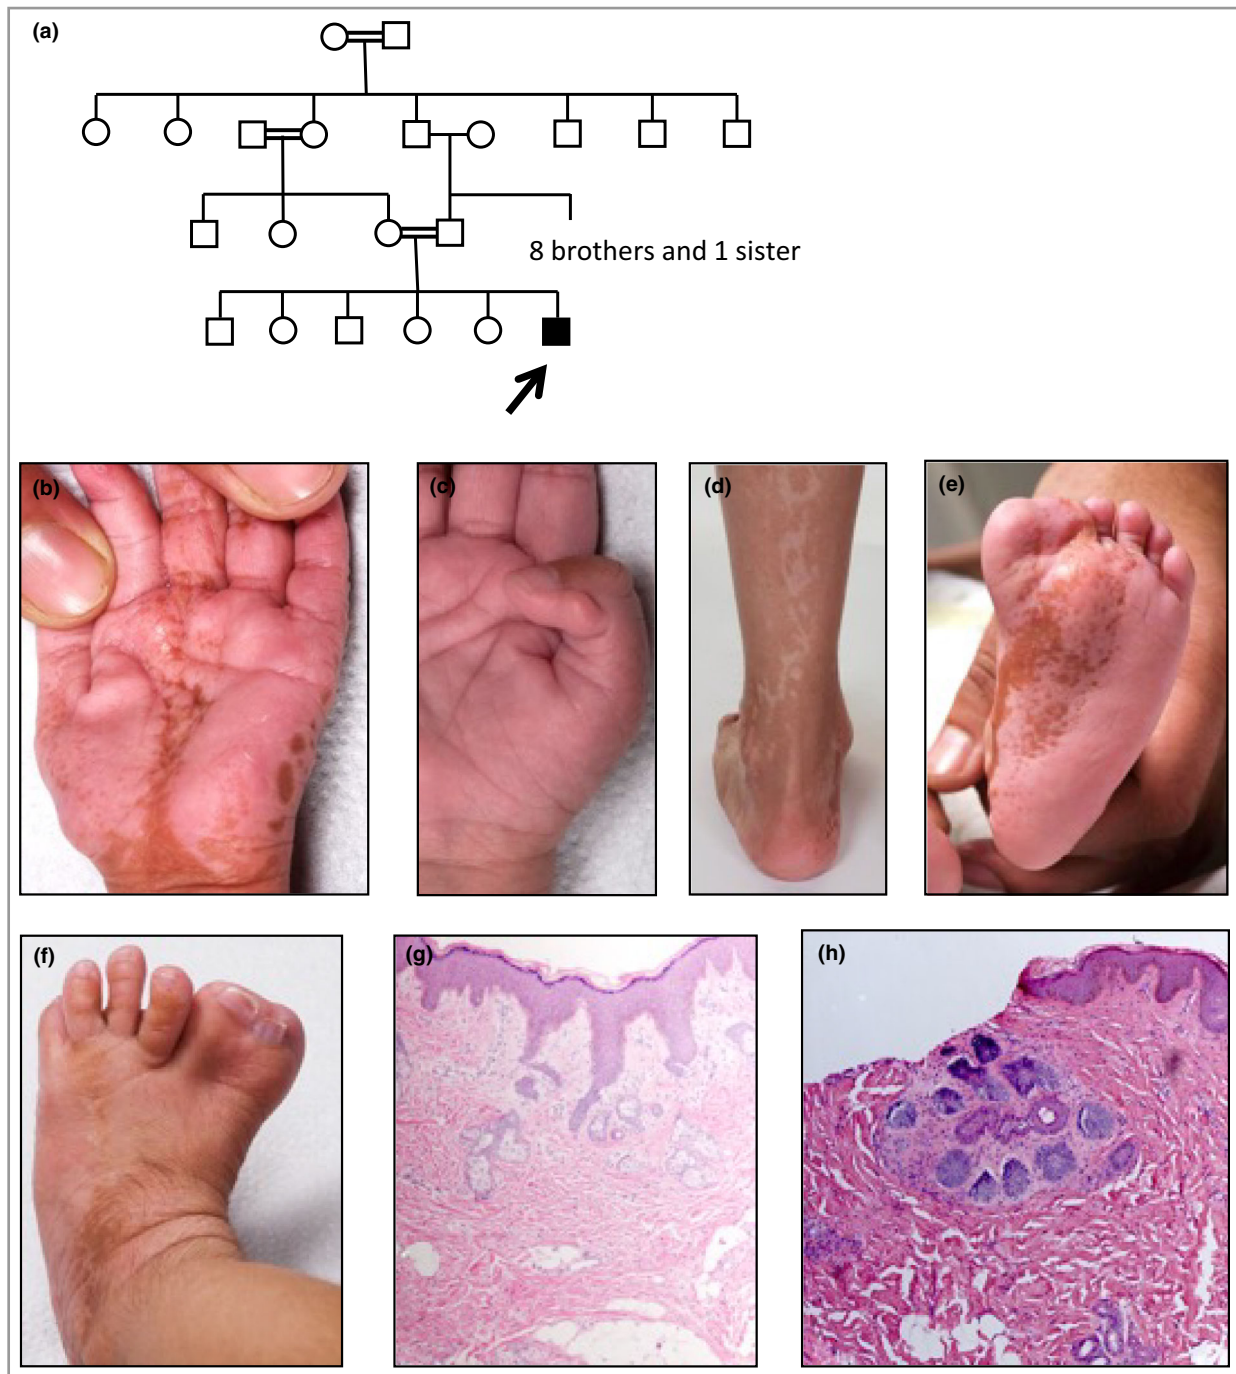 (a)
8 brothers and 1 sister
(b)
(c)
(d)
(e)
(f)
(g)
(h)